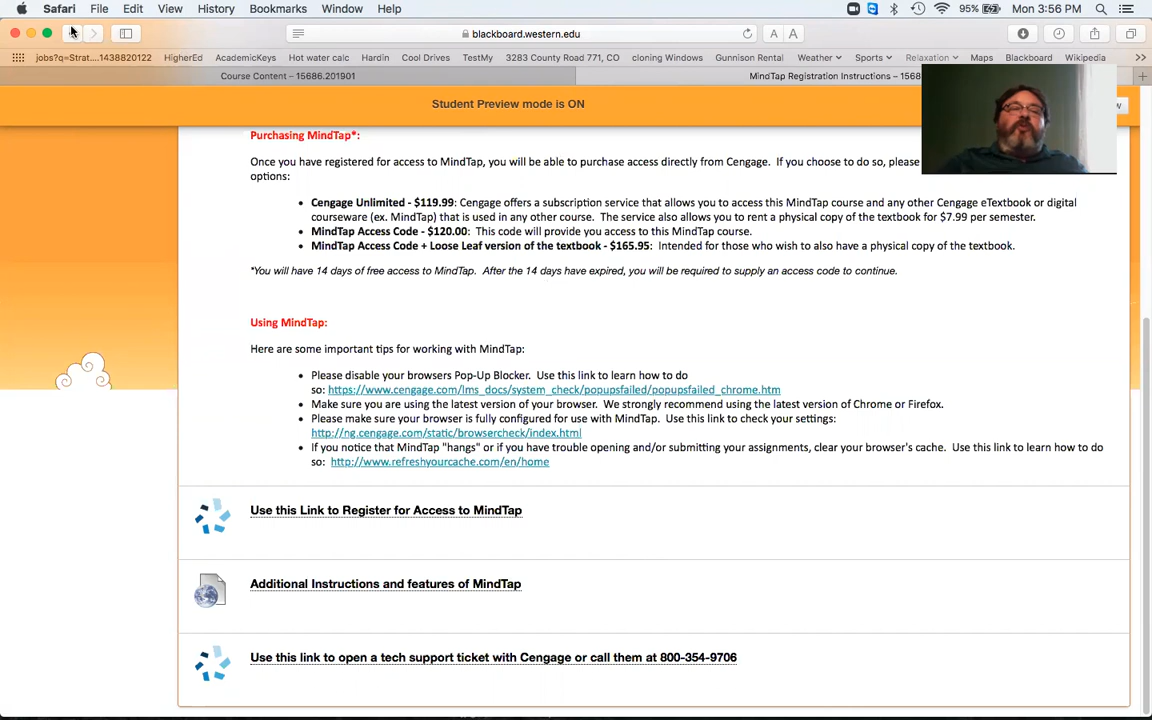 Safari File Edit View History Bookmarks Window Help 95% Mon 3:56 PM
blackboard.western.edu A A
jobs?q=Strat....1438820122 HigherEd AcademicKeys Hot water calc Hardin Cool Drives TestMy 3283 County Road 771, CO cloning Windows Gunnison Rental Weather Sports Relaxation Maps Blackboard Wikipedia
Course Content – 15686.201901 MindTap Registration Instructions – 1568
Student Preview mode is ON
Purchasing MindTap*:
Once you have registered for access to MindTap, you will be able to purchase access directly from Cengage. If you choose to do so, please
options:
• Cengage Unlimited - $119.99: Cengage offers a subscription service that allows you to access this MindTap course and any other Cengage eTextbook or digital
courseware (ex. MindTap) that is used in any other course. The service also allows you to rent a physical copy of the textbook for $7.99 per semester.
• MindTap Access Code - $120.00: This code will provide you access to this MindTap course.
• MindTap Access Code + Loose Leaf version of the textbook - $165.95: Intended for those who wish to also have a physical copy of the textbook.
*You will have 14 days of free access to MindTap. After the 14 days have expired, you will be required to supply an access code to continue.
Using MindTap:
Here are some important tips for working with MindTap:
• Please disable your browsers Pop-Up Blocker. Use this link to learn how to do
so: https://www.cengage.com/lms_docs/system_check/popupsfailed/popupsfailed_chrome.htm
• Make sure you are using the latest version of your browser. We strongly recommend using the latest version of Chrome or Firefox.
• Please make sure your browser is fully configured for use with MindTap. Use this link to check your settings:
http://ng.cengage.com/static/browsercheck/index.html
• If you notice that MindTap "hangs" or if you have trouble opening and/or submitting your assignments, clear your browser's cache. Use this link to learn how to do
so: http://www.refreshyourcache.com/en/home
Use this Link to Register for Access to MindTap
Additional Instructions and features of MindTap
Use this link to open a tech support ticket with Cengage or call them at 800-354-9706